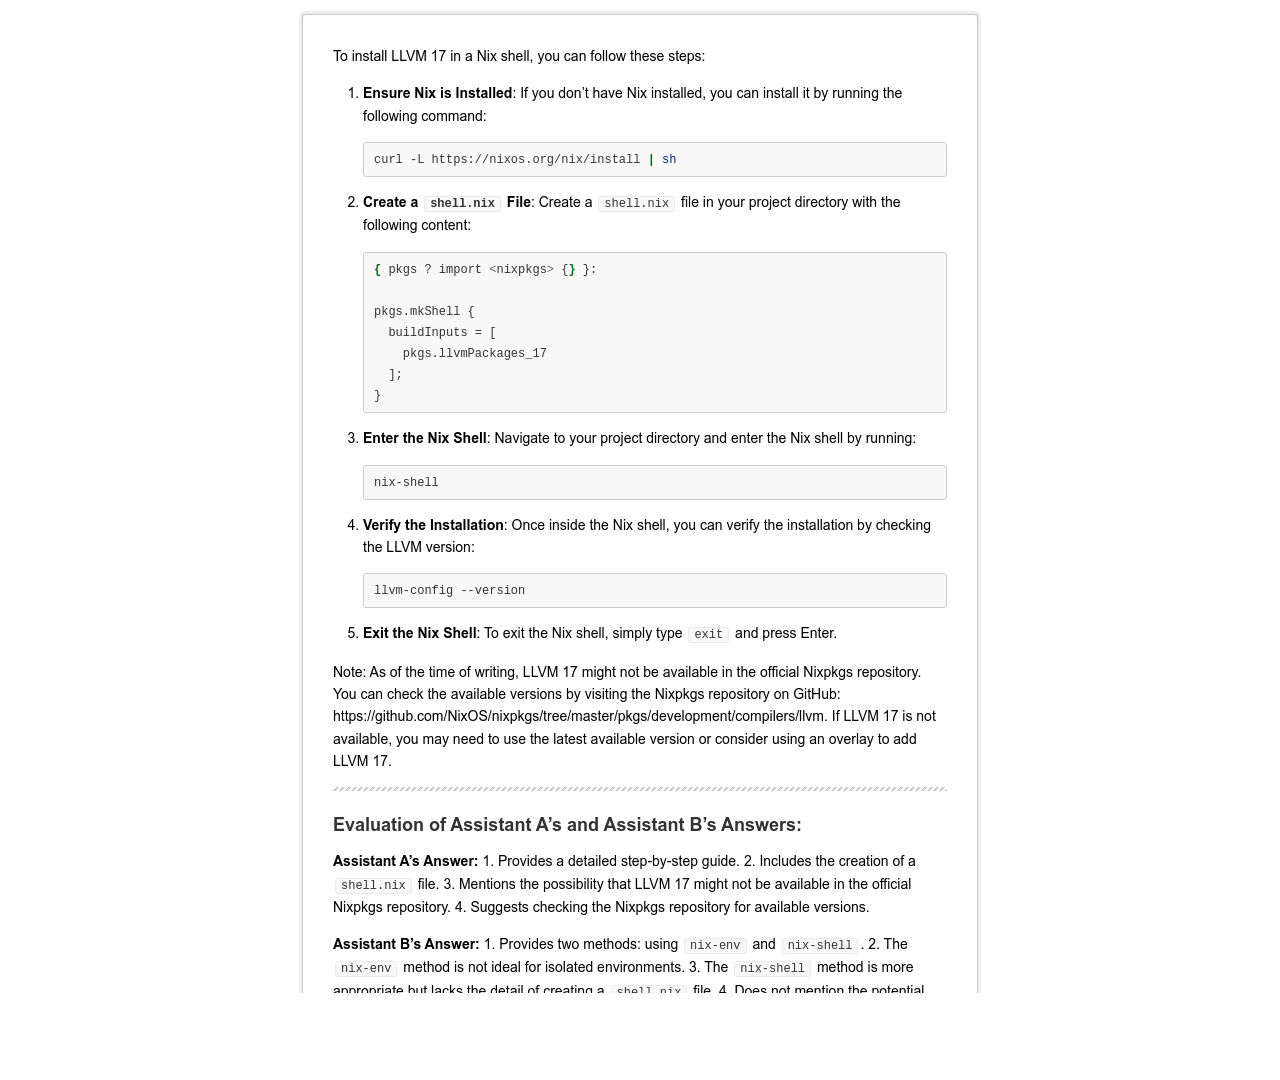 To install LLVM 17 in a Nix shell, you can follow these steps:
1. Ensure Nix is Installed: If you don’t have Nix installed, you can install it by running the
following command:
curl -L https://nixos.org/nix/install | sh
2. Create a shell.nix File: Create a shell.nix file in your project directory with the
following content:
{ pkgs ? import <nixpkgs> {} }:
pkgs.mkShell {
  buildInputs = [
    pkgs.llvmPackages_17
  ];
}
3. Enter the Nix Shell: Navigate to your project directory and enter the Nix shell by running:
nix-shell
4. Verify the Installation: Once inside the Nix shell, you can verify the installation by checking
the LLVM version:
llvm-config --version
5. Exit the Nix Shell: To exit the Nix shell, simply type exit and press Enter.
Note: As of the time of writing, LLVM 17 might not be available in the official Nixpkgs repository.
You can check the available versions by visiting the Nixpkgs repository on GitHub:
https://github.com/NixOS/nixpkgs/tree/master/pkgs/development/compilers/llvm. If LLVM 17 is not
available, you may need to use the latest available version or consider using an overlay to add
LLVM 17.
Evaluation of Assistant A’s and Assistant B’s Answers:
Assistant A’s Answer: 1. Provides a detailed step-by-step guide. 2. Includes the creation of a
shell.nix file. 3. Mentions the possibility that LLVM 17 might not be available in the official
Nixpkgs repository. 4. Suggests checking the Nixpkgs repository for available versions.
Assistant B’s Answer: 1. Provides two methods: using nix-env and nix-shell. 2. The
nix-env method is not ideal for isolated environments. 3. The nix-shell method is more
appropriate but lacks the detail of creating a shell.nix file. 4. Does not mention the potential